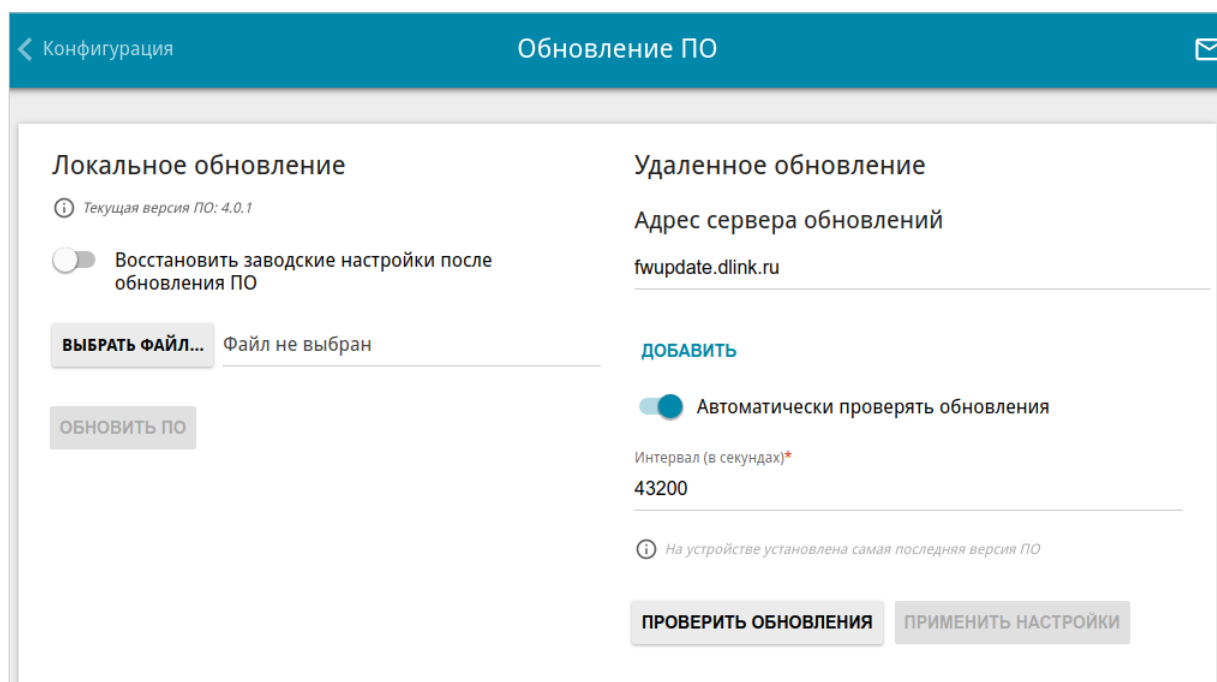 Конфигурация
Обновление ПО
Локальное обновление
Текущая версия ПО: 4.0.1
Восстановить заводские настройки после
обновления ПО
ВЫБРАТЬ ФАЙЛ...
Файл не выбран
ОБНОВИТЬ ПО
Удаленное обновление
Адрес сервера обновлений
fwupdate.dlink.ru
ДОБАВИТЬ
Автоматически проверять обновления
Интервал (в секундах)*
43200
На устройстве установлена самая последняя версия ПО
ПРОВЕРИТЬ ОБНОВЛЕНИЯ
ПРИМЕНИТЬ НАСТРОЙКИ